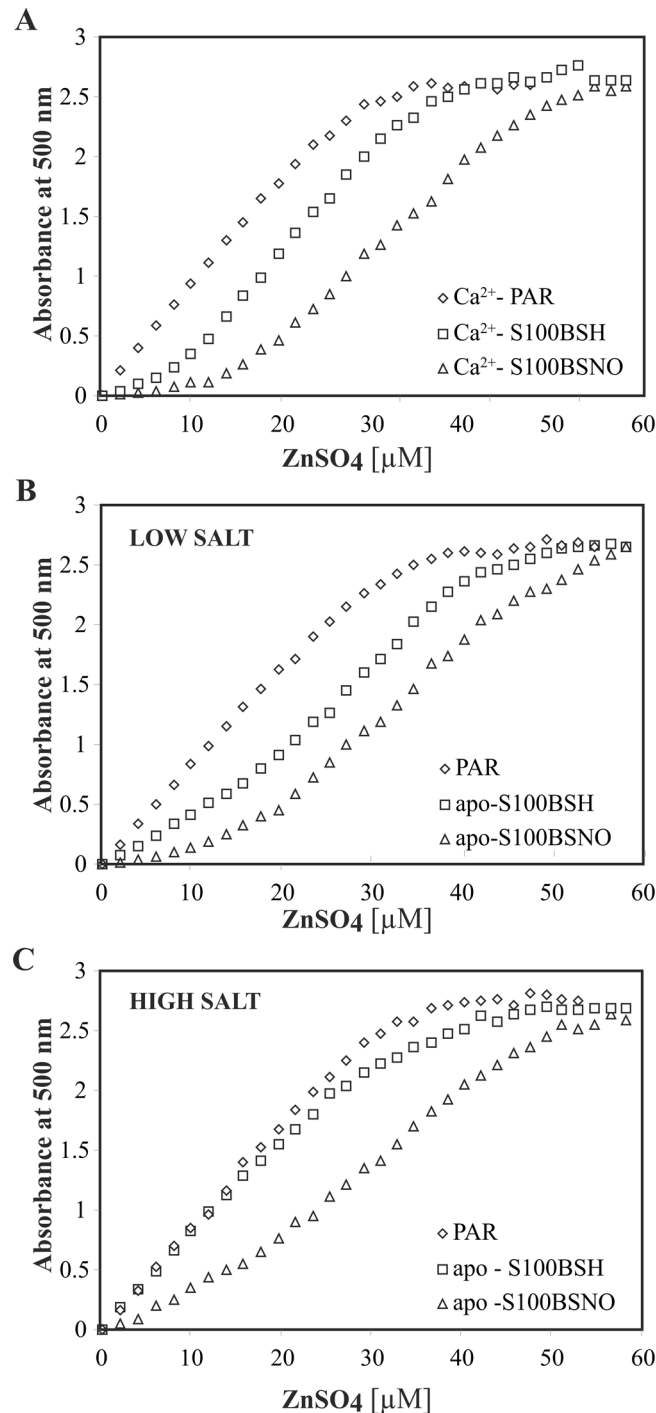 A
3
2.5
2
1.5
1
0.5
0
Absorbance at 500 nm
◇ Ca²⁺- PAR
□ Ca²⁺- S100BSH
△ Ca²⁺- S100BSNO
0 10 20 30 40 50 60
ZnSO4 [µM]
B
LOW SALT
3
2.5
2
1.5
1
0.5
0
Absorbance at 500 nm
◇ PAR
□ apo-S100BSH
△ apo-S100BSNO
0 10 20 30 40 50 60
ZnSO4 [µM]
C
HIGH SALT
3
2.5
2
1.5
1
0.5
0
Absorbance at 500 nm
◇ PAR
□ apo - S100BSH
△ apo -S100BSNO
0 10 20 30 40 50 60
ZnSO4 [µM]